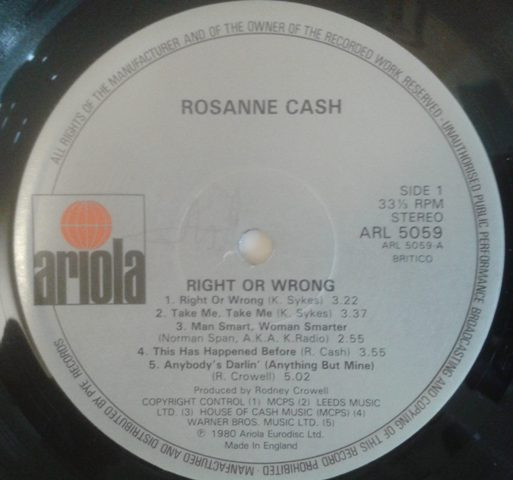 ALL RIGHTS OF THE MANUFACTURER AND OF THE OWNER OF THE RECORDED WORK RESERVED - UNAUTHORISED PUBLIC PERFORMANCE BROADCASTING AND COPYING OF THIS RECORD PROHIBITED. MANUFACTURED AND DISTRIBUTED BY PYE RECORDS
ROSANNE CASH
SIDE 1
33⅓ RPM
STEREO
ARL 5059
ARL 5059-A
BRITICO
ariola
RIGHT OR WRONG
1. Right Or Wrong (K. Sykes) 3.22
2. Take Me, Take Me (K. Sykes) 3.37
3. Man Smart, Woman Smarter
(Norman Span, A.K.A. K.Radio) 2.55
4. This Has Happened Before (R. Cash) 3.55
5. Anybody's Darlin' (Anything But Mine)
(R. Crowell) 5.02
Produced by Rodney Crowell
COPYRIGHT CONTROL (1) MCPS (2) LEEDS MUSIC
LTD. (3) HOUSE OF CASH MUSIC (MCPS) (4)
WARNER BROS. MUSIC LTD. (5)
℗ 1980 Ariola Eurodisc Ltd.
Made In England